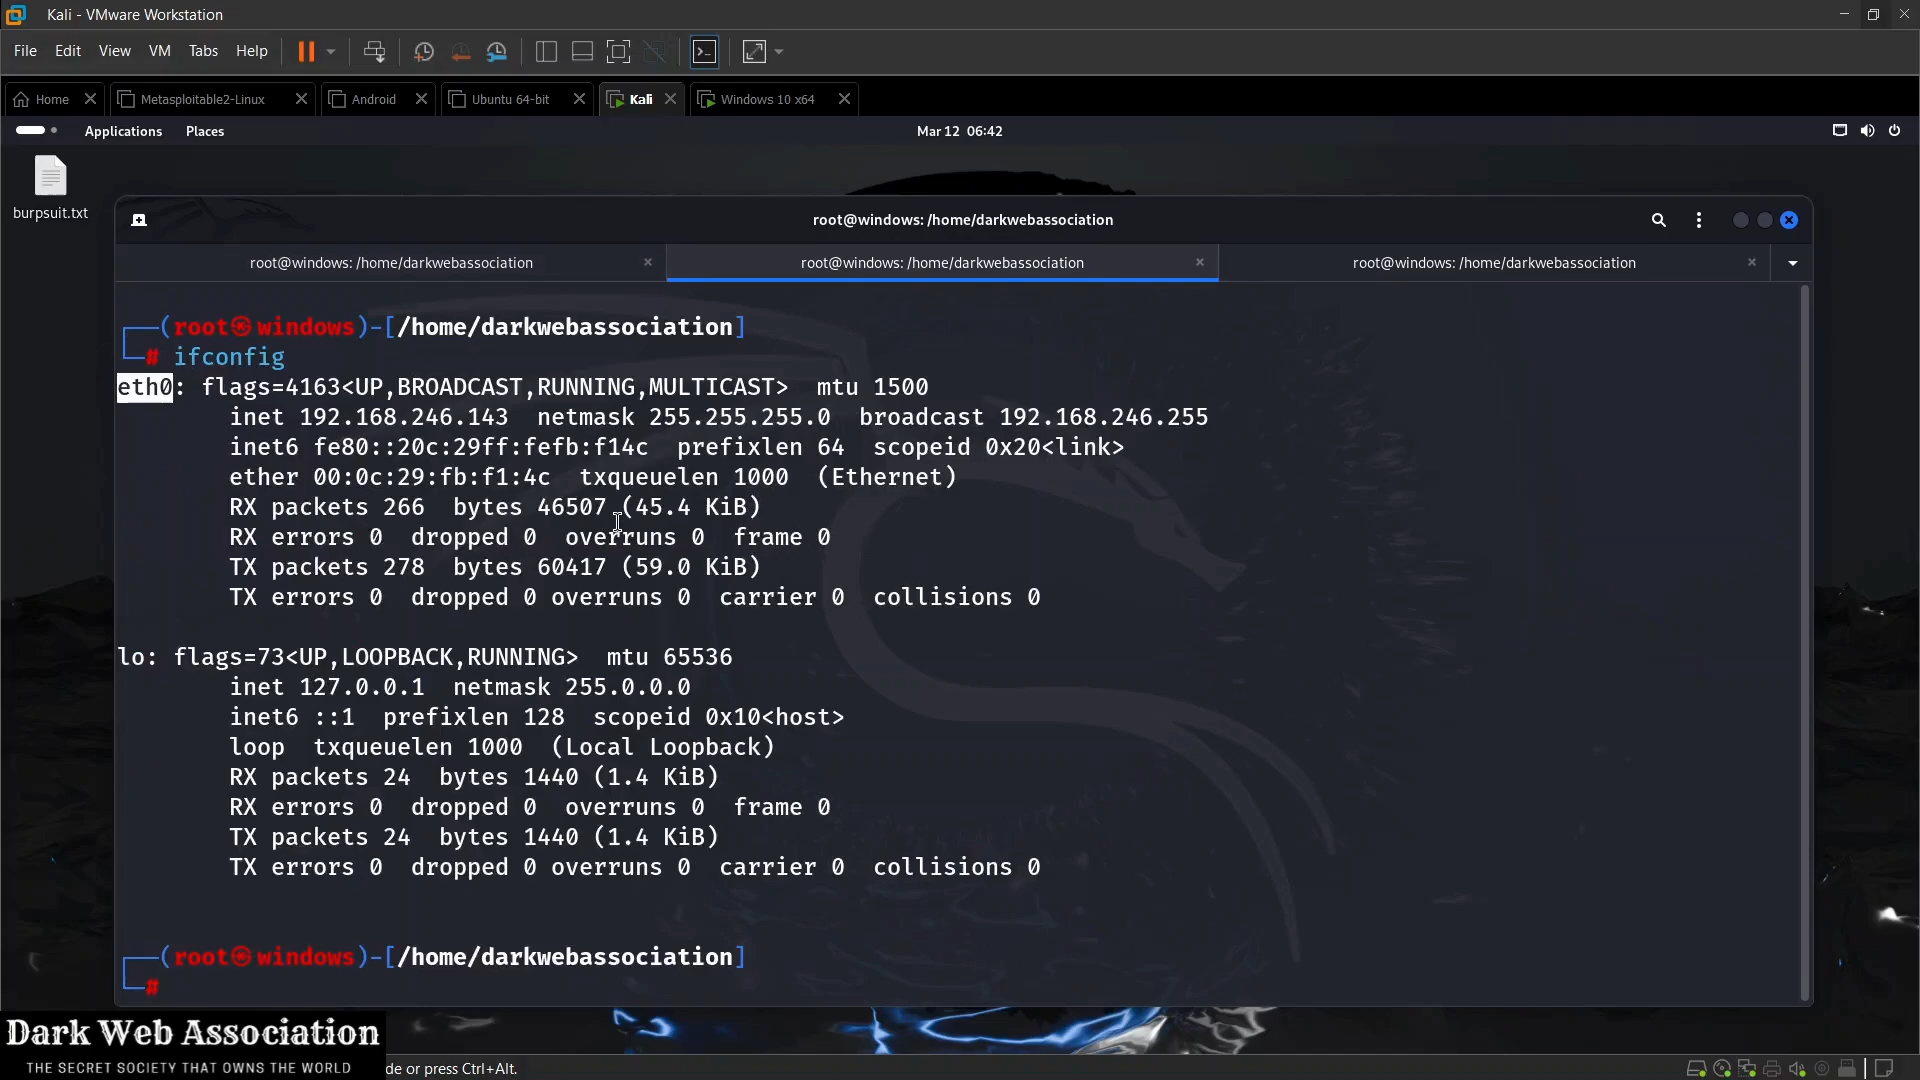 Kali - VMware Workstation
File Edit View VM Tabs Help
Home Metasploitable2-Linux Android Ubuntu 64-bit Kali Windows 10 x64
Applications Places Mar 12 06:42
burpsuit.txt
root@windows: /home/darkwebassociation
root@windows: /home/darkwebassociation root@windows: /home/darkwebassociation root@windows: /home/darkwebassociation
┌──(root㉿windows)-[/home/darkwebassociation]
└─# ifconfig
eth0: flags=4163<UP,BROADCAST,RUNNING,MULTICAST>  mtu 1500
        inet 192.168.246.143  netmask 255.255.255.0  broadcast 192.168.246.255
        inet6 fe80::20c:29ff:fefb:f14c  prefixlen 64  scopeid 0x20<link>
        ether 00:0c:29:fb:f1:4c  txqueuelen 1000  (Ethernet)
        RX packets 266  bytes 46507 (45.4 KiB)
        RX errors 0  dropped 0  overruns 0  frame 0
        TX packets 278  bytes 60417 (59.0 KiB)
        TX errors 0  dropped 0 overruns 0  carrier 0  collisions 0
lo: flags=73<UP,LOOPBACK,RUNNING>  mtu 65536
        inet 127.0.0.1  netmask 255.0.0.0
        inet6 ::1  prefixlen 128  scopeid 0x10<host>
        loop  txqueuelen 1000  (Local Loopback)
        RX packets 24  bytes 1440 (1.4 KiB)
        RX errors 0  dropped 0  overruns 0  frame 0
        TX packets 24  bytes 1440 (1.4 KiB)
        TX errors 0  dropped 0 overruns 0  carrier 0  collisions 0
┌──(root㉿windows)-[/home/darkwebassociation]
└─#
Dark Web Association
THE SECRET SOCIETY THAT OWNS THE WORLD
de or press Ctrl+Alt.